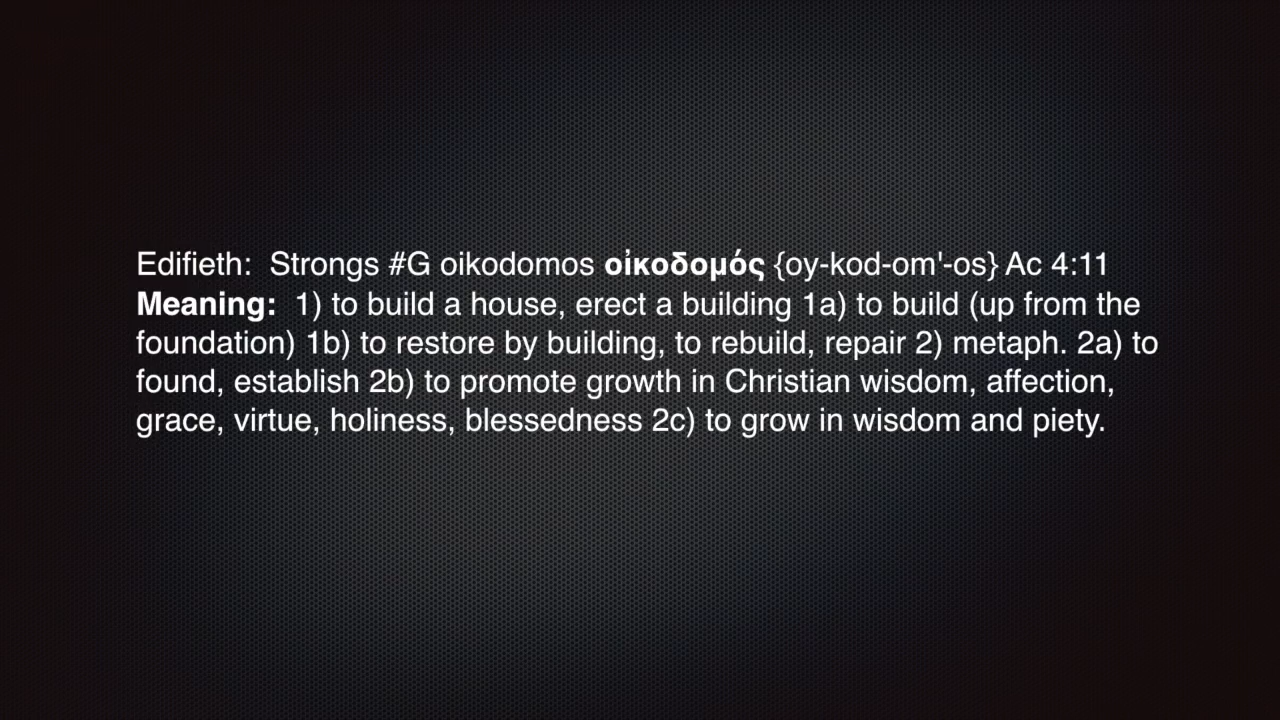 Edifieth:  Strongs #G oikodomos οἰκοδομός {oy-kod-om'-os} Ac 4:11
Meaning:  1) to build a house, erect a building 1a) to build (up from the
foundation) 1b) to restore by building, to rebuild, repair 2) metaph. 2a) to
found, establish 2b) to promote growth in Christian wisdom, affection,
grace, virtue, holiness, blessedness 2c) to grow in wisdom and piety.